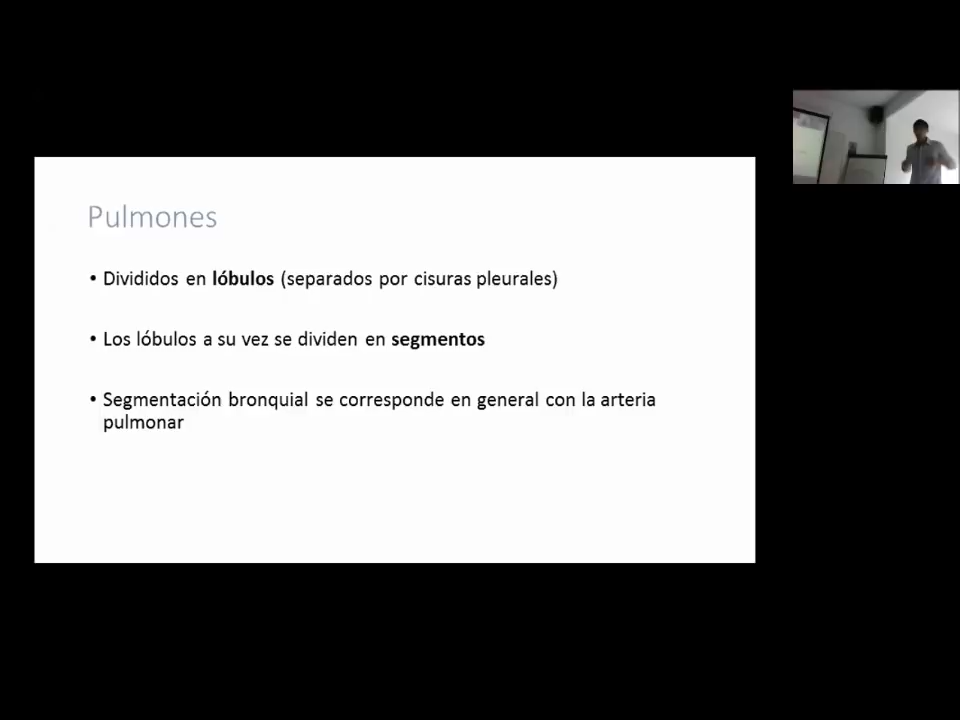 Pulmones
• Divididos en lóbulos (separados por cisuras pleurales)
• Los lóbulos a su vez se dividen en segmentos
• Segmentación bronquial se corresponde en general con la arteria
pulmonar